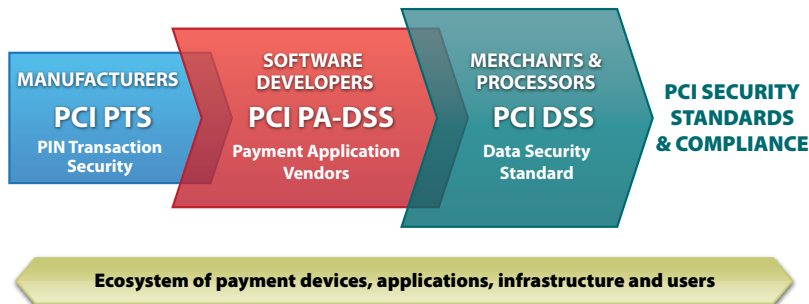 MANUFACTURERS
PCI PTS
PIN Transaction
Security
SOFTWARE
DEVELOPERS
PCI PA-DSS
Payment Application
Vendors
MERCHANTS &
PROCESSORS
PCI DSS
Data Security
Standard
PCI SECURITY
STANDARDS
& COMPLIANCE
Ecosystem of payment devices, applications, infrastructure and users